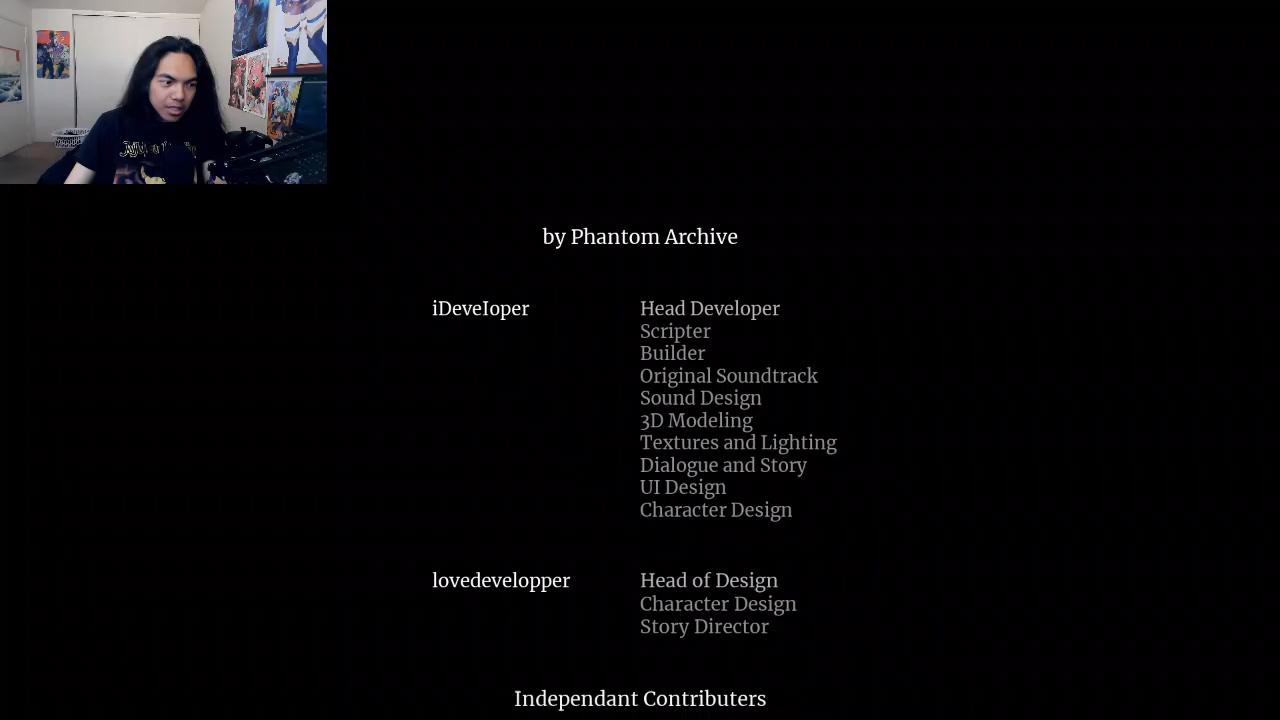 by Phantom Archive
iDeveIoper
Head Developer
Scripter
Builder
Original Soundtrack
Sound Design
3D Modeling
Textures and Lighting
Dialogue and Story
UI Design
Character Design
lovedevelopper
Head of Design
Character Design
Story Director
Independant Contributers